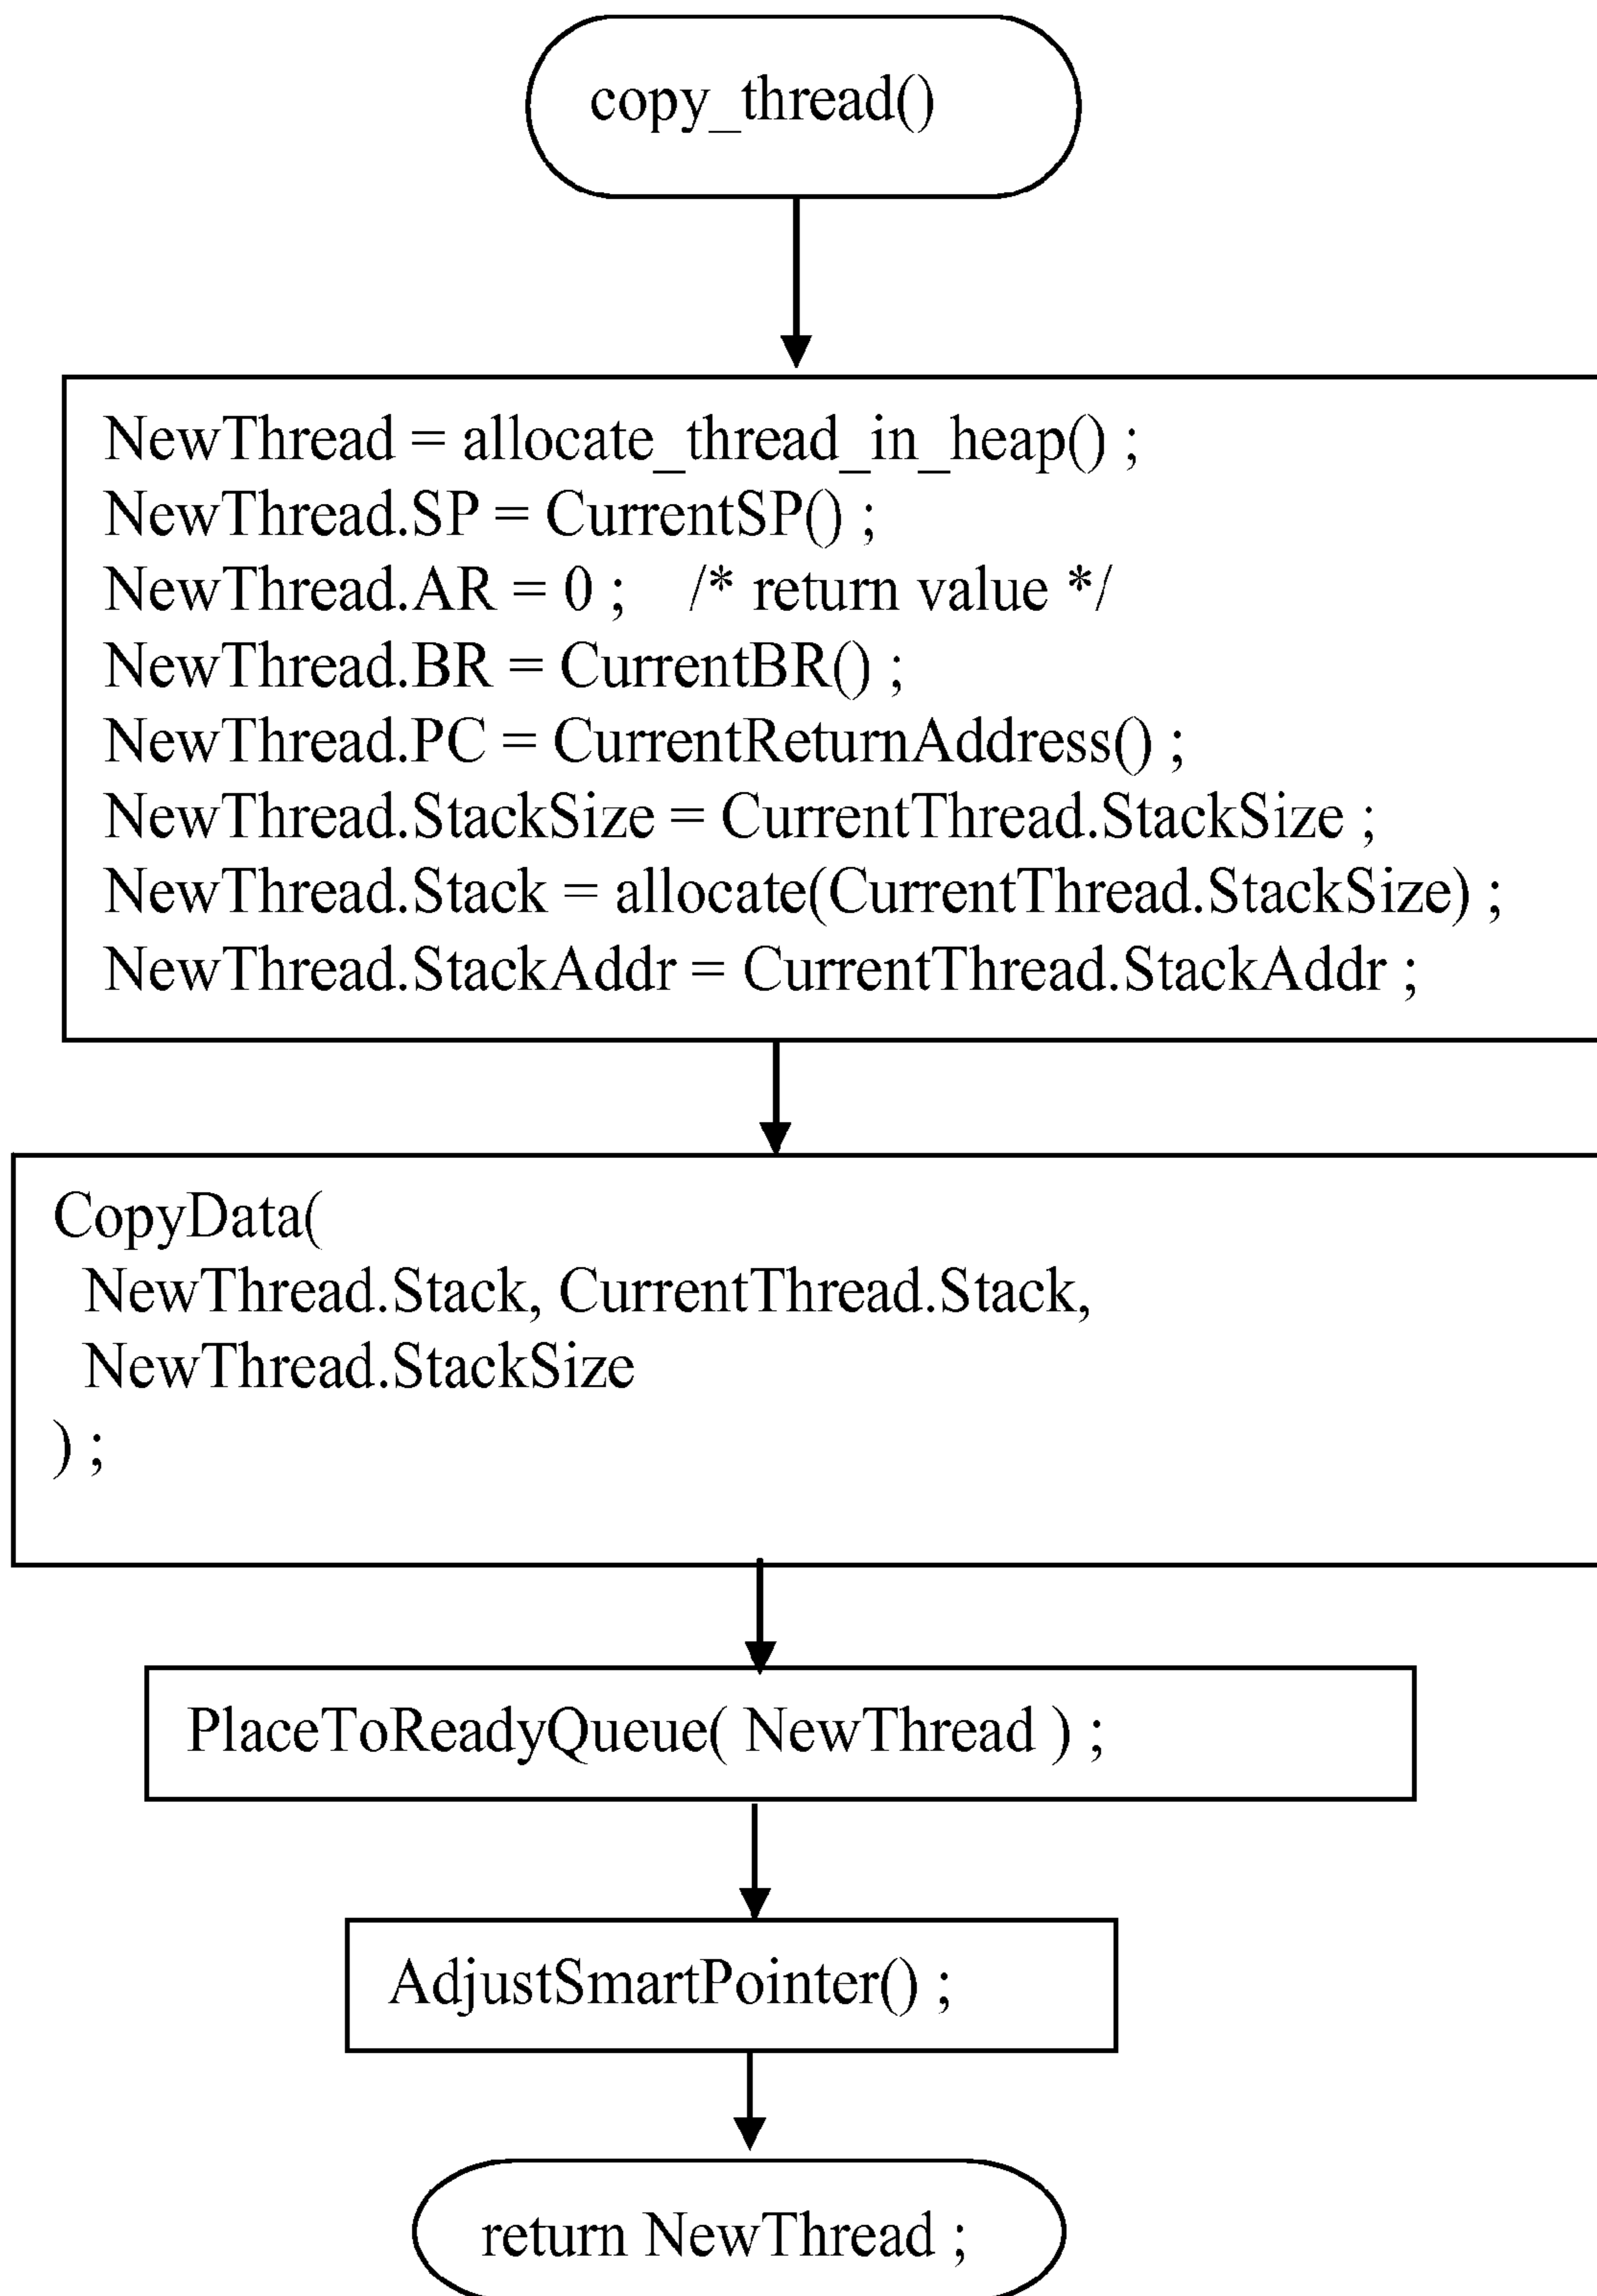 copy_thread()
NewThread = allocate_thread_in_heap() ;
NewThread.SP = CurrentSP() ;
NewThread.AR = 0 ;   /* return value */
NewThread.BR = CurrentBR() ;
NewThread.PC = CurrentReturnAddress() ;
NewThread.StackSize = CurrentThread.StackSize ;
NewThread.Stack = allocate(CurrentThread.StackSize) ;
NewThread.StackAddr = CurrentThread.StackAddr ;
CopyData(
NewThread.Stack, CurrentThread.Stack,
NewThread.StackSize
) ;
PlaceToReadyQueue( NewThread ) ;
AdjustSmartPointer() ;
return NewThread ;